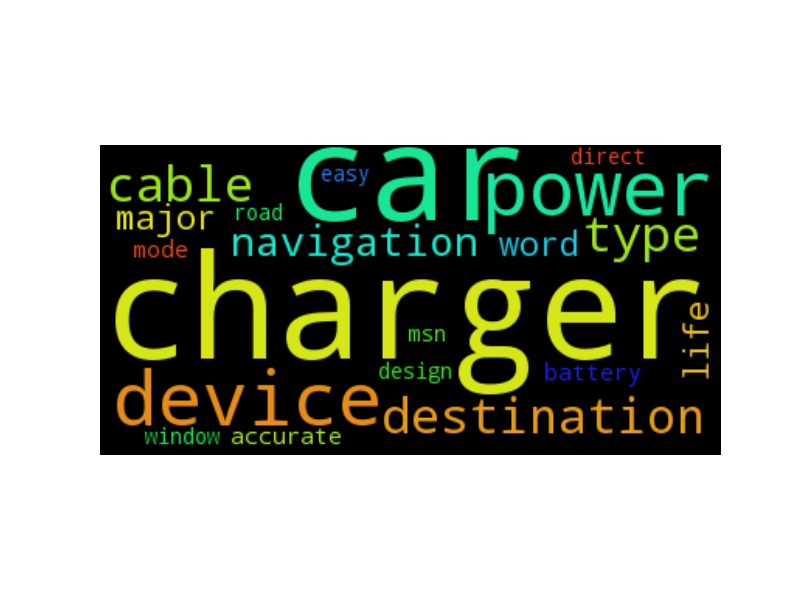 car
direct
easy
cable
power
major
road
type
navigation
word
mode
charger
life
msn
design
battery
device
destination
window
accurate